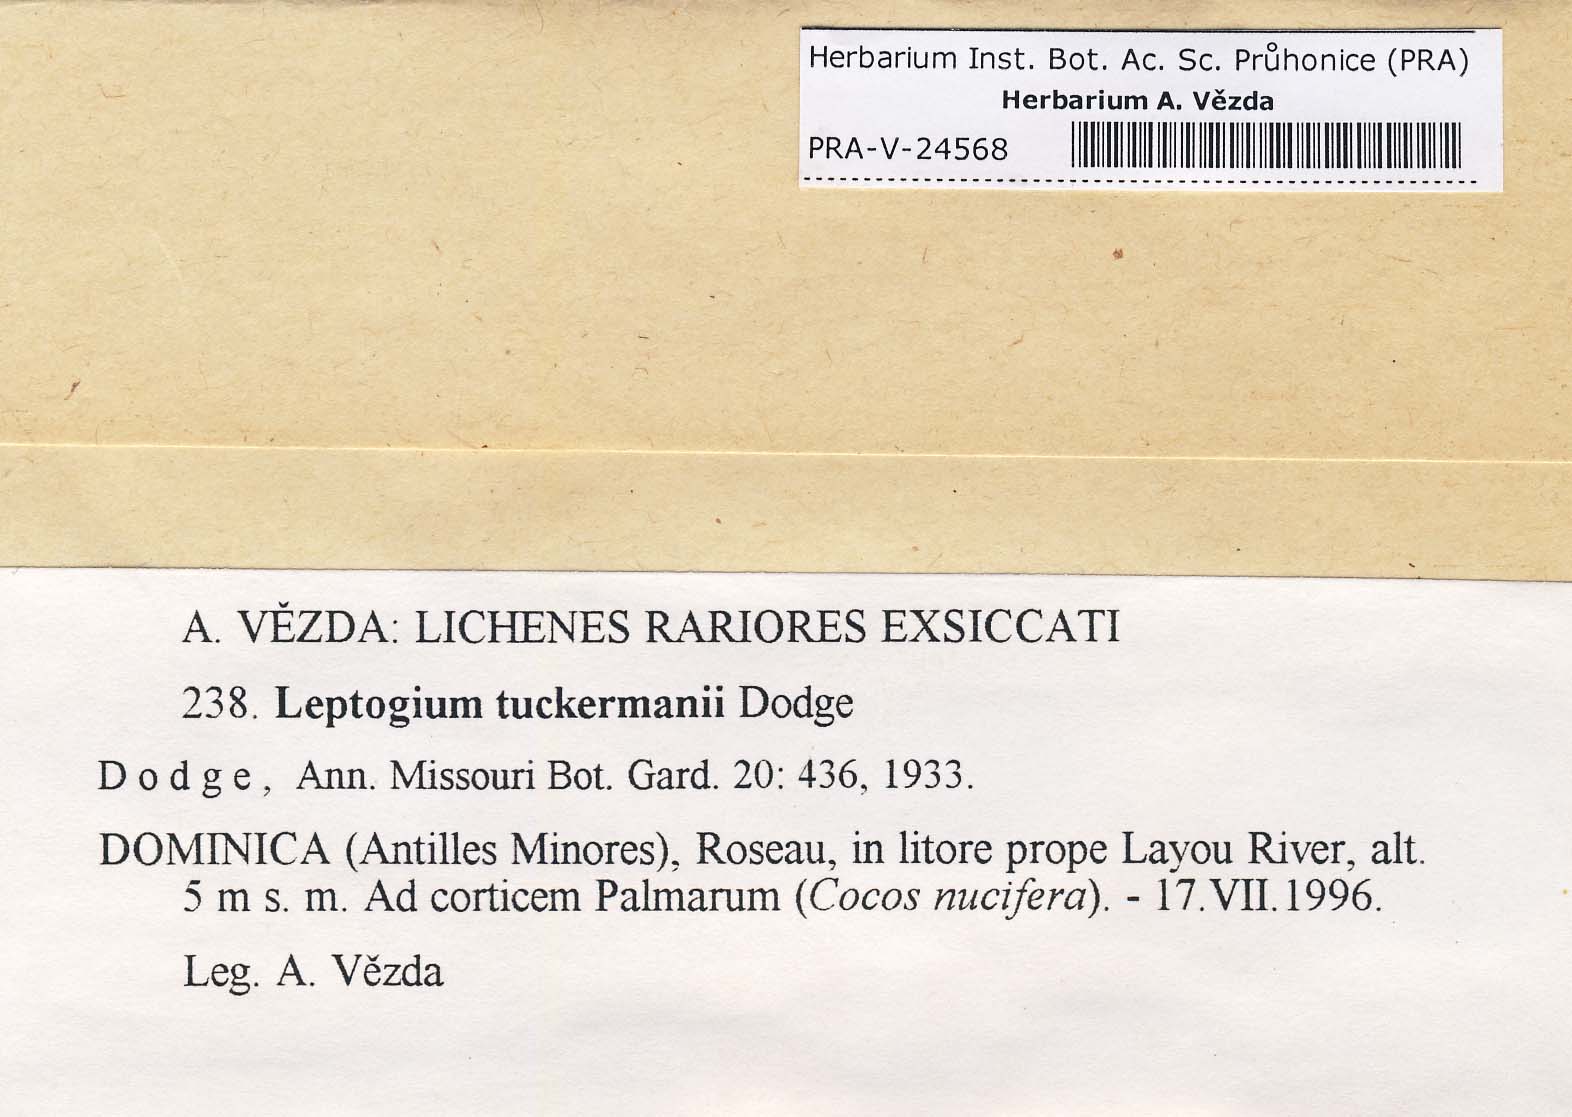 Herbarium Inst. Bot. Ac. Sc. Průhonice (PRA)
Herbarium A. Vězda
PRA-V-24568
A. VĚZDA: LICHENES RARIORES EXSICCATI
238. Leptogium tuckermanii Dodge
Dodge, Ann. Missouri Bot. Gard. 20: 436, 1933.
DOMINICA (Antilles Minores), Roseau, in litore prope Layou River, alt.
5 m s. m. Ad corticem Palmarum (Cocos nucifera). - 17.VII.1996.
Leg. A. Vězda